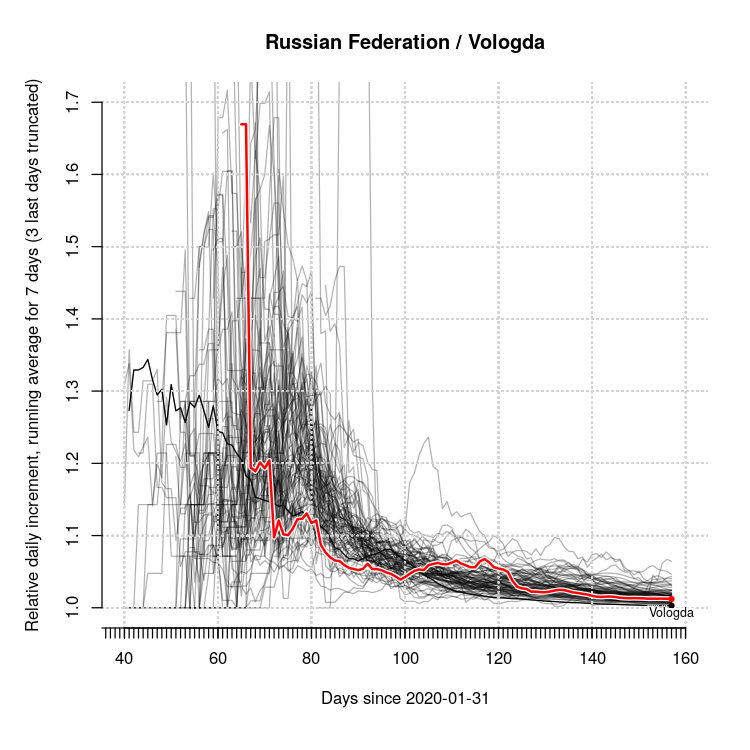 Russian Federation / Vologda
Relative daily increment, running average for 7 days (3 last days truncated)
1.7
1.6
1.5
1.4
1.3
1.2
1.1
1.0
Vologda
40 60 80 100 120 140 160
Days since 2020-01-31